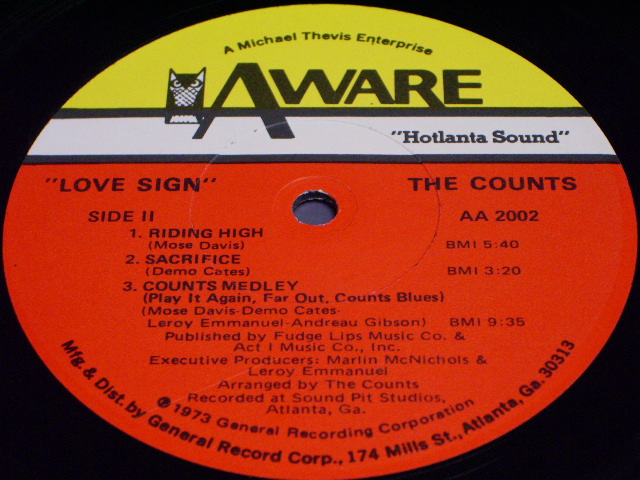 A Michael Thevis Enterprise
AWARE
"Hotlanta Sound"
"LOVE SIGN" THE COUNTS
SIDE II AA 2002
1. RIDING HIGH
(Mose Davis) BMI 5:40
2. SACRIFICE
(Demo Cates) BMI 3:20
3. COUNTS MEDLEY
(Play It Again, Far Out, Counts Blues)
(Mose Davis-Demo Cates-
Leroy Emmanuel-Andreau Gibson) BMI 9:35
Published by Fudge Lips Music Co. &
Act I Music Co., Inc.
Executive Producers: Marlin McNichols &
Leroy Emmanuel
Arranged by The Counts
Recorded at Sound Pit Studios,
Atlanta, Ga.
℗ 1973 General Recording Corporation
Mfg. & Dist. by General Record Corp., 174 Mills St., Atlanta, Ga. 30313